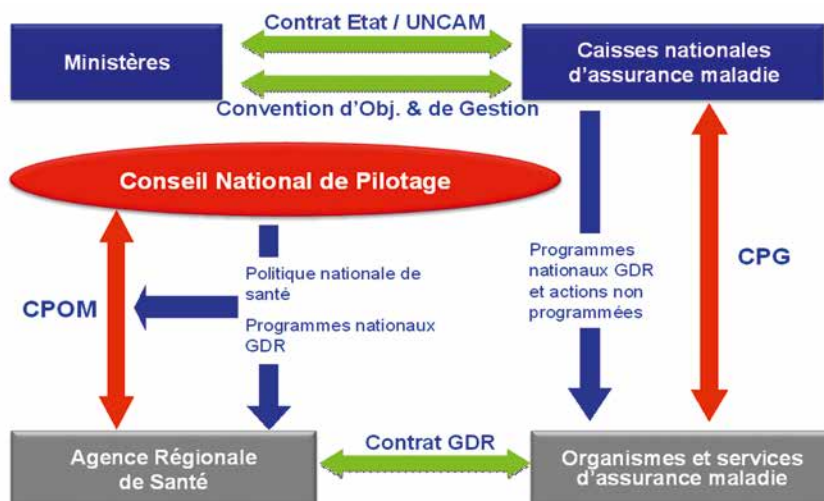 Contrat Etat / UNCAM
Ministères
Caisses nationales
d'assurance maladie
Convention d'Obj. & de Gestion
Conseil National de Pilotage
Programmes
nationaux GDR
et actions non
programmées
CPG
Politique nationale de
santé
CPOM
Programmes nationaux
GDR
Agence Régionale
de Santé
Contrat GDR
Organismes et services
d'assurance maladie